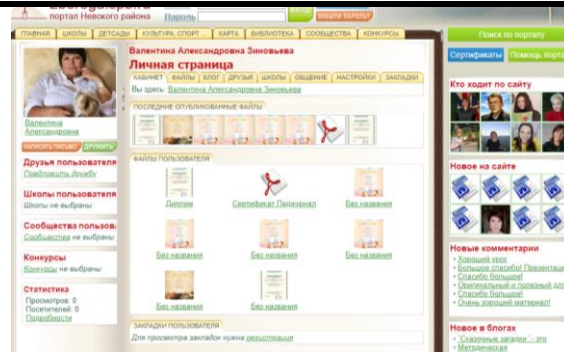 портал Невского района
Пароль
ЗАБЫЛИ ПАРОЛЬ?
ГЛАВНАЯ ШКОЛЫ ДЕТСАДЫ КУЛЬТУРА, СПОРТ КАРТА БИБЛИОТЕКА СООБЩЕСТВА КОНКУРСЫ
Поиск по порталу
Валентина Александровна Зиновьева
Личная страница
КАБИНЕТ ФАЙЛЫ БЛОГ ДРУЗЬЯ ШКОЛЫ ОБЩЕНИЕ НАСТРОЙКИ ЗАКЛАДКИ
Вы здесь: Валентина Александровна Зиновьева
ПОСЛЕДНИЕ ОПУБЛИКОВАННЫЕ ФАЙЛЫ
Валентина
Александровна
НАПИСАТЬ ПИСЬМО ДРУЖИТЬ
Друзья пользователя
Предложить дружбу
Школы пользователя
Школы не выбраны
Сообщества пользов
Сообщества не выбраны
Конкурсы
Конкурсы не выбраны
Статистика
Просмотров: 0
Посетителей: 0
Подробности
ФАЙЛЫ ПОЛЬЗОВАТЕЛЯ
Диплом Сертификат Педжурнал Без названия
Без названия Без названия Без названия
Без названия Без названия
ЗАКЛАДКИ ПОЛЬЗОВАТЕЛЯ
Для просмотра закладок нужна регистрация
Сертификаты Помощь порта
Кто ходит по сайту
Новое на сайте
Новые комментарии
Хороший урок
Большое спасибо! Презентац
Спасибо большое!
Оригинальный и полезный дл
Спасибо большое!
Очень хороший материал!
Новое в блогах
"Сказочные загадки"- это
Методическая